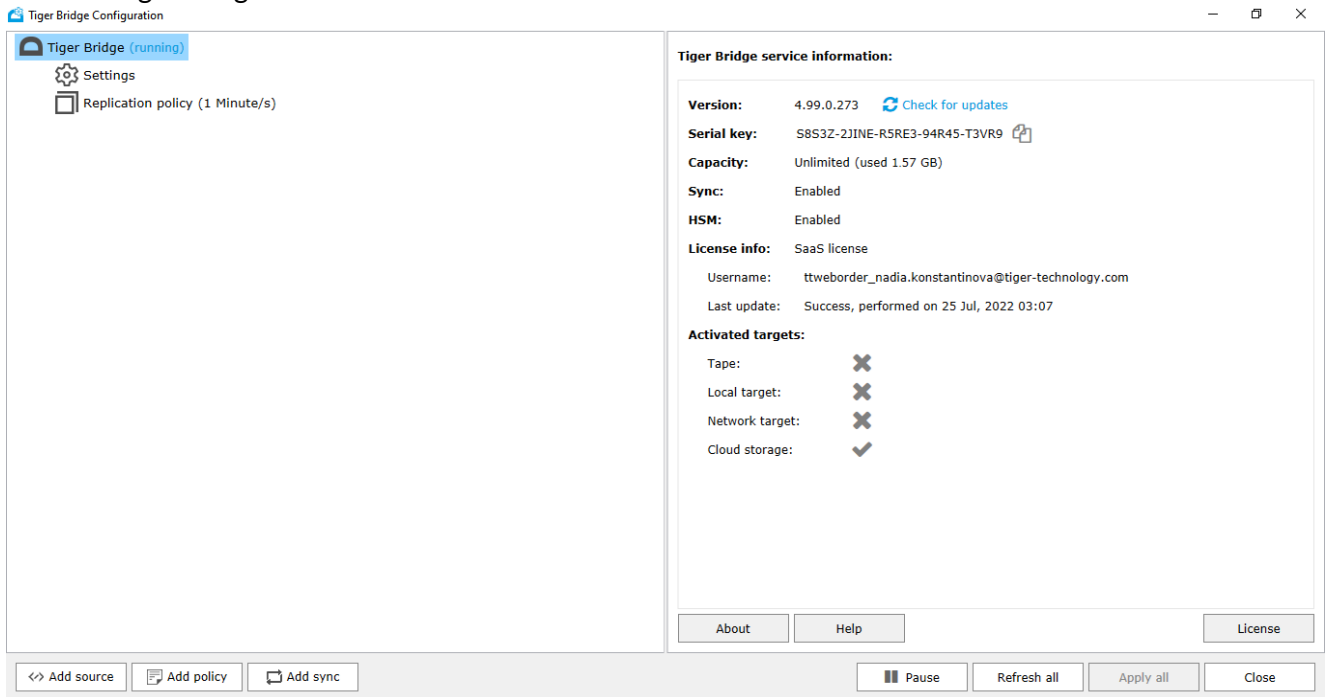 Tiger Bridge Configuration
Tiger Bridge (running)
Settings
Replication policy (1 Minute/s)
Tiger Bridge service information:
Version: 4.99.0.273 Check for updates
Serial key: S8S3Z-2JINE-R5RE3-94R45-T3VR9
Capacity: Unlimited (used 1.57 GB)
Sync: Enabled
HSM: Enabled
License info: SaaS license
Username: ttweborder_nadia.konstantinova@tiger-technology.com
Last update: Success, performed on 25 Jul, 2022 03:07
Activated targets:
Tape:
Local target:
Network target:
Cloud storage:
About Help License
Add source Add policy Add sync Pause Refresh all Apply all Close